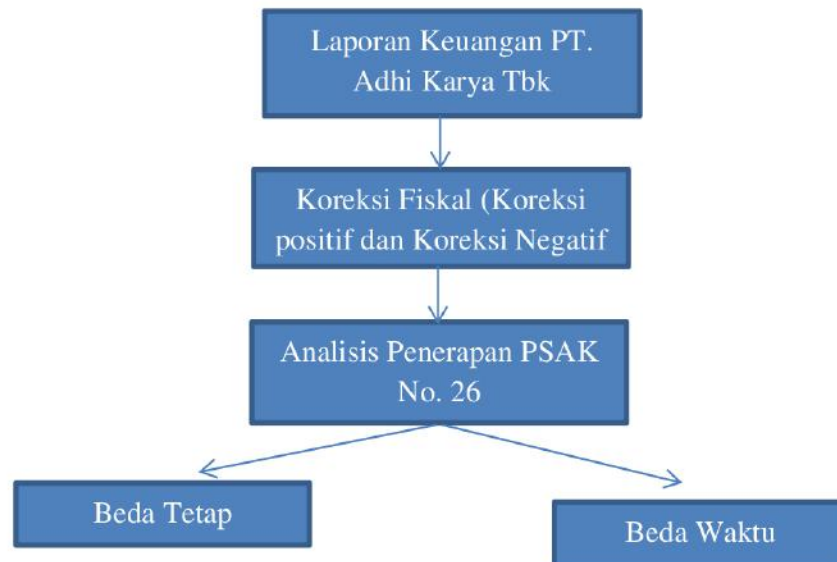 Laporan Keuangan PT.
Adhi Karya Tbk
Koreksi Fiskal (Koreksi
positif dan Koreksi Negatif
Analisis Penerapan PSAK
No. 26
Beda Tetap
Beda Waktu